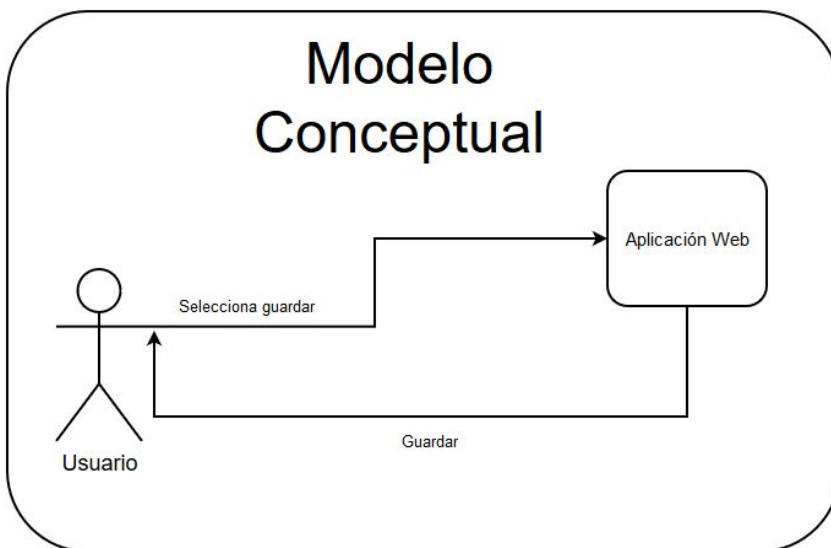 Modelo
Conceptual
Aplicación Web
Selecciona guardar
Guardar
Usuario